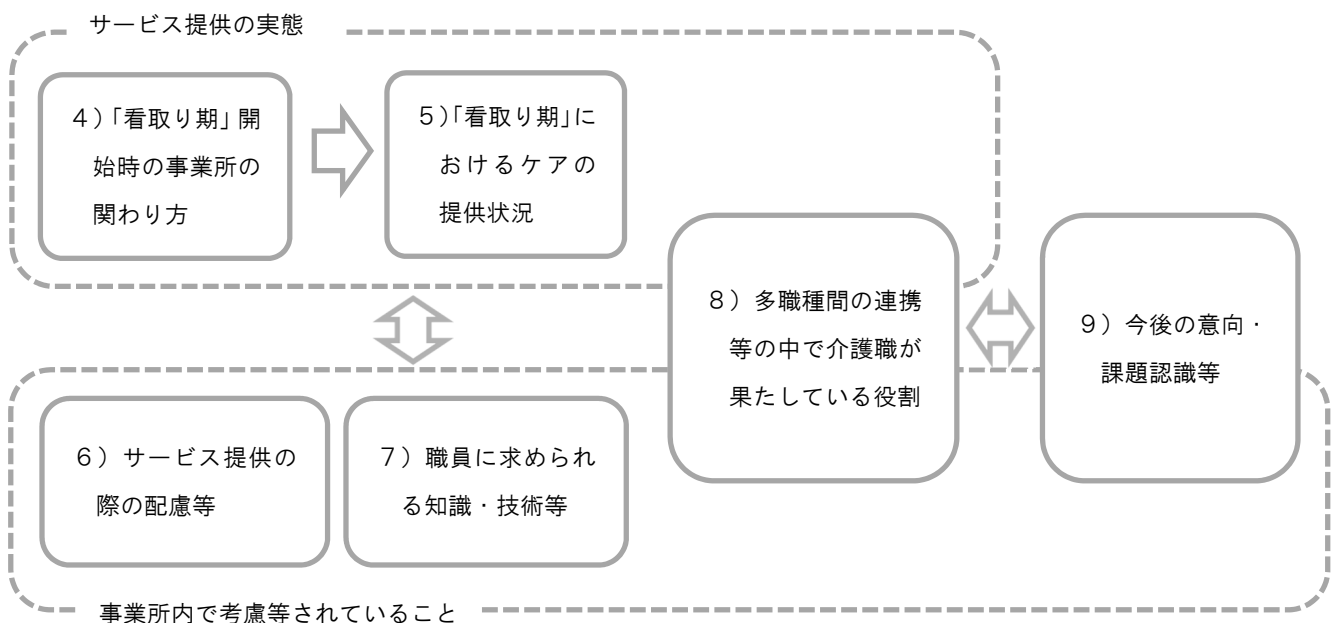 サービス提供の実態
4)「看取り期」開
始時の事業所の
関わり方
5)「看取り期」に
おけるケアの
提供状況
8）多職種間の連携
等の中で介護職が
果たしている役割
9）今後の意向・
課題認識等
6）サービス提供の
際の配慮等
7）職員に求められ
る知識・技術等
事業所内で考慮等されていること